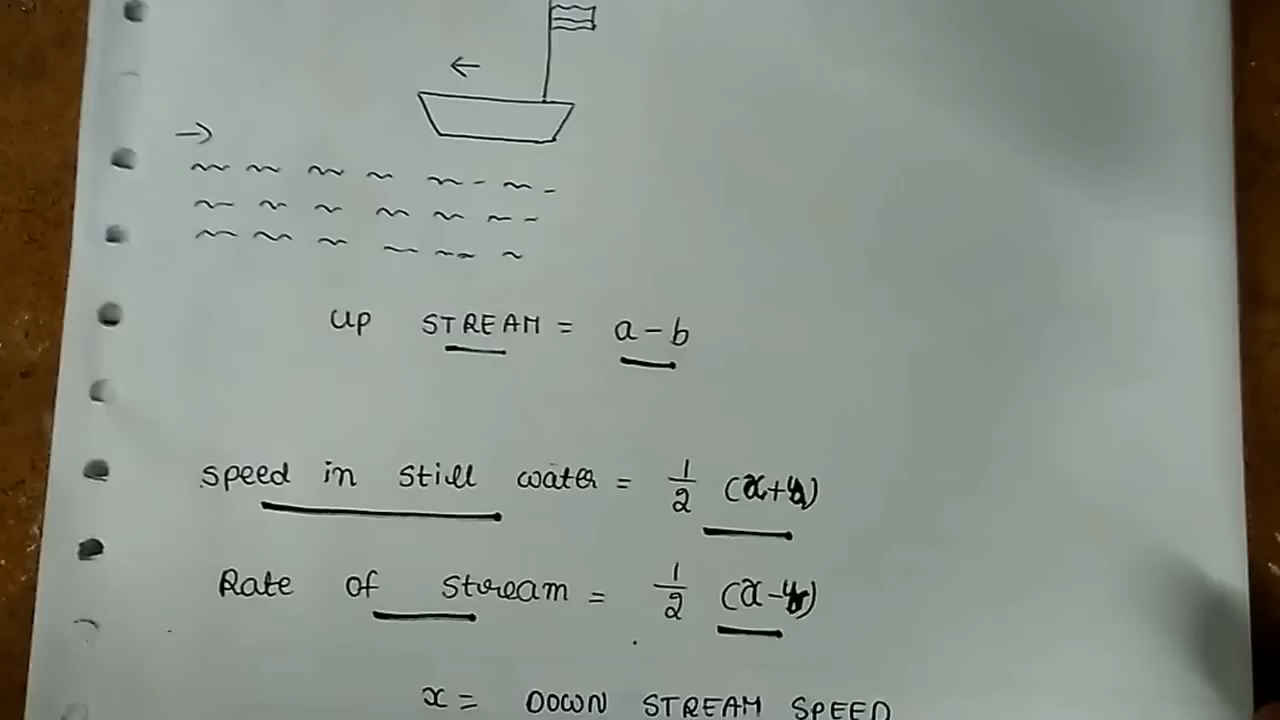 up STREAM = a-b
speed in still water = 1/2 (x+y)
Rate of stream = 1/2 (x-y)
x = DOWN STREAM SPEED